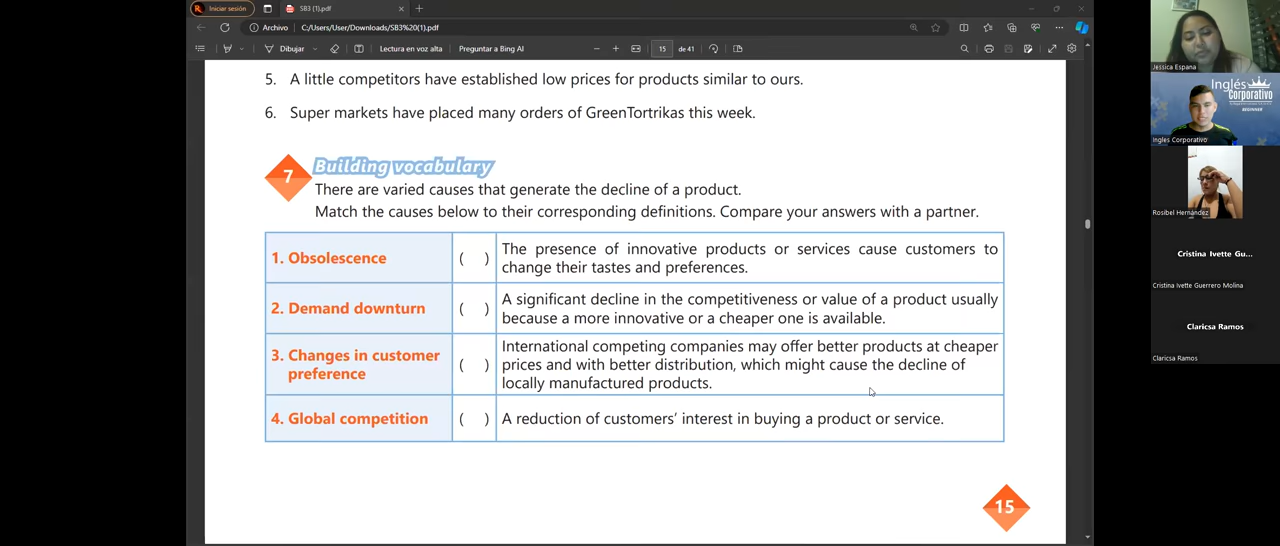 Iniciar sesión
SB3 (1).pdf
Archivo C:/Users/User/Downloads/SB3%20(1).pdf
Dibujar Lectura en voz alta Preguntar a Bing AI 15 de 41
5. A little competitors have established low prices for products similar to ours.
6. Super markets have placed many orders of GreenTortrikas this week.
7 Building vocabulary
There are varied causes that generate the decline of a product.
Match the causes below to their corresponding definitions. Compare your answers with a partner.
1. Obsolescence ( ) The presence of innovative products or services cause customers to
change their tastes and preferences.
2. Demand downturn ( ) A significant decline in the competitiveness or value of a product usually
because a more innovative or a cheaper one is available.
3. Changes in customer
preference
( ) International competing companies may offer better products at cheaper
prices and with better distribution, which might cause the decline of
locally manufactured products.
4. Global competition ( ) A reduction of customers' interest in buying a product or service.
15
Jessica Espana
Inglés
Corporativo
BEGINNER
Ingles Corporativo
Rosibel Hernández
Cristina Ivette Gu...
Cristina Ivette Guerrero Molina
Claricsa Ramos
Claricsa Ramos